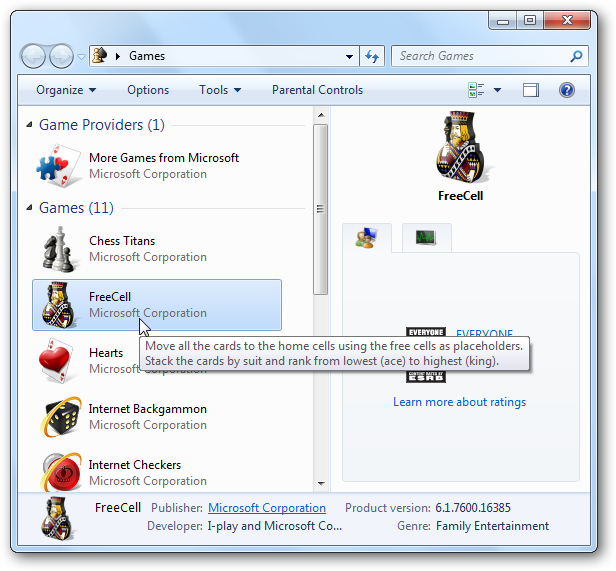 Games
Search Games
Organize
Options
Tools
Parental Controls
Game Providers (1)
More Games from Microsoft
Microsoft Corporation
Games (11)
Chess Titans
Microsoft Corporation
FreeCell
Microsoft Corporation
Hearts
Internet Backgammon
Microsoft Corporation
Internet Checkers
Microsoft Corporation
FreeCell
EVERYONE
EVERYONE
Move all the cards to the home cells using the free cells as placeholders.
Stack the cards by suit and rank from lowest (ace) to highest (king).
CONTENT RATED BY
ESRB
Learn more about ratings
FreeCell Publisher: Microsoft Corporation Product version: 6.1.7600.16385
Developer: I-play and Microsoft Co... Genre: Family Entertainment